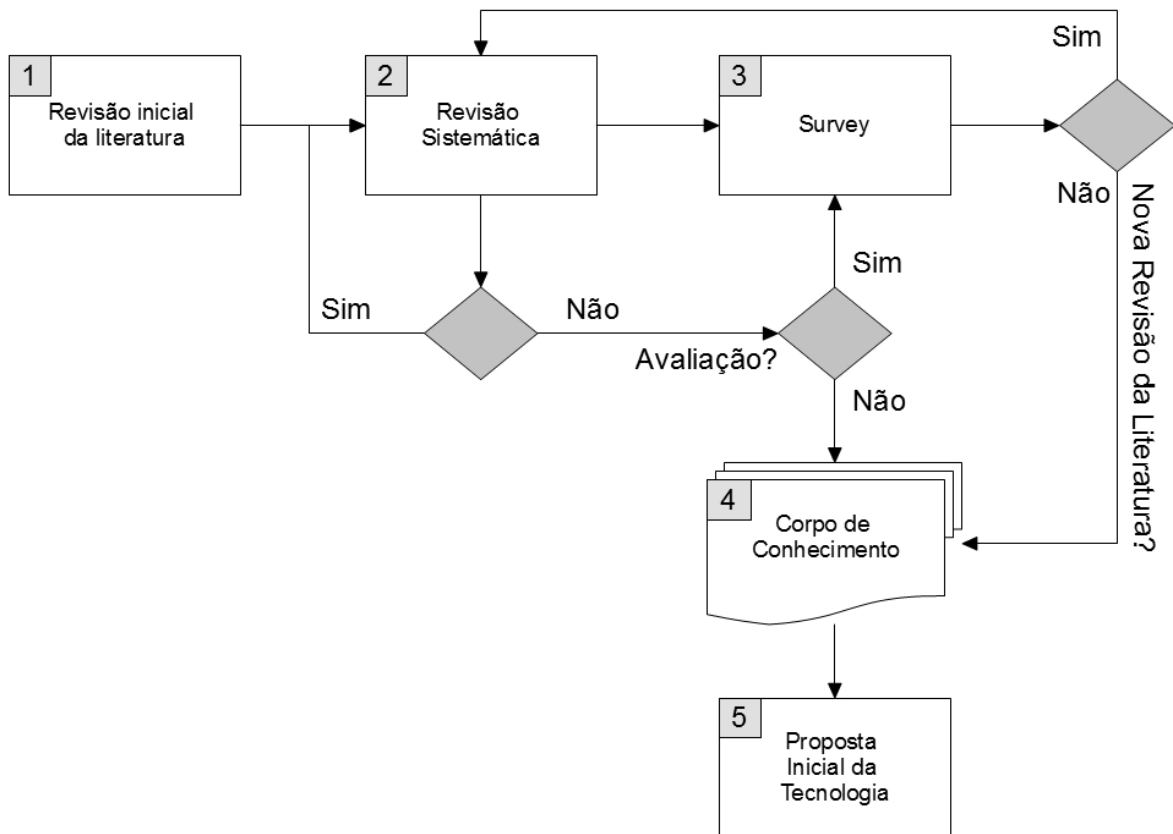 Sim
1
Revisão inicial
da literatura
2
Revisão
Sistemática
3
Survey
Não
Nova Revisão da Literatura?
Sim
Sim
Não
Avaliação?
Não
4
Corpo de
Conhecimento
5
Proposta
Inicial da
Tecnologia